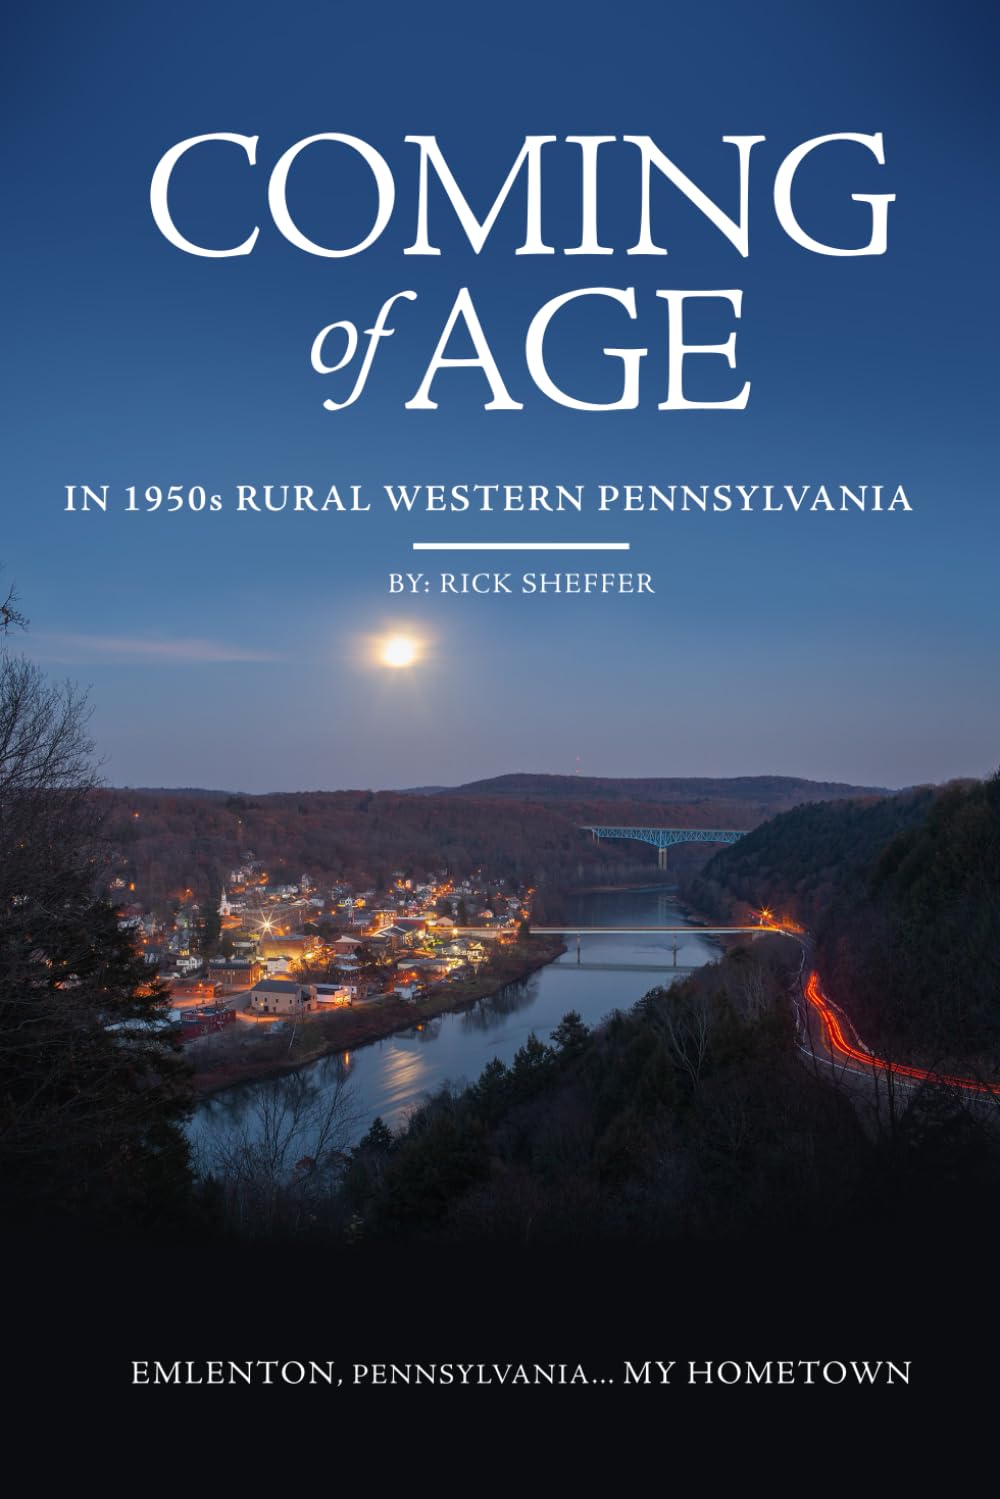 COMING
of AGE
IN 1950s RURAL WESTERN PENNSYLVANIA
BY: RICK SHEFFER
EMLENTON, PENNSYLVANIA... MY HOMETOWN